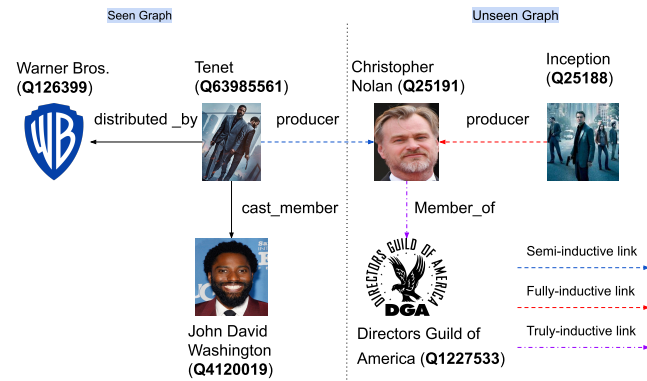 Seen Graph
Unseen Graph
Warner Bros.
(Q126399)
Tenet
(Q63985561)
Christopher
Nolan (Q25191)
Inception
(Q25188)
WB
distributed _by
producer
producer
cast_member
Member_of
DIRECTORS GUILD OF AMERICA
DGA
John David
Washington
(Q4120019)
Directors Guild of
America (Q1227533)
Semi-inductive link
Fully-inductive link
Truly-inductive link